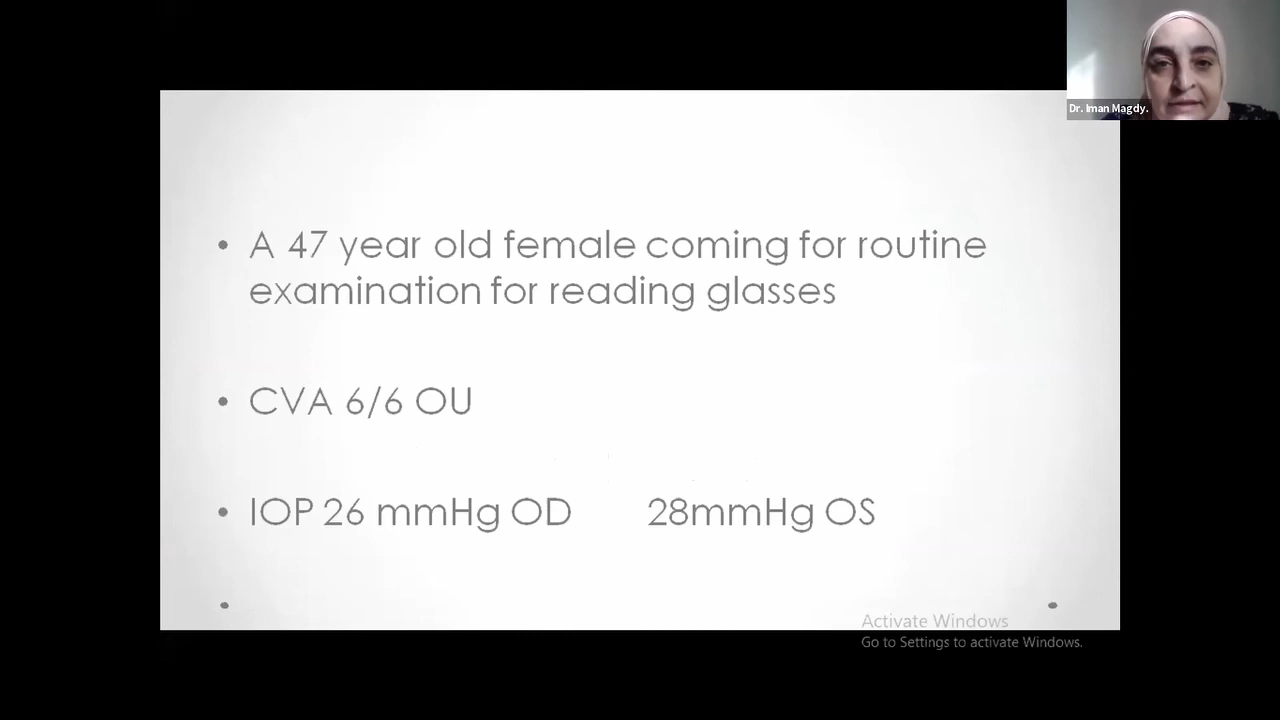 Dr. Iman Magdy.
• A 47 year old female coming for routine
examination for reading glasses
• CVA 6/6 OU
• IOP 26 mmHg OD 28mmHg OS
Activate Windows
Go to Settings to activate Windows.